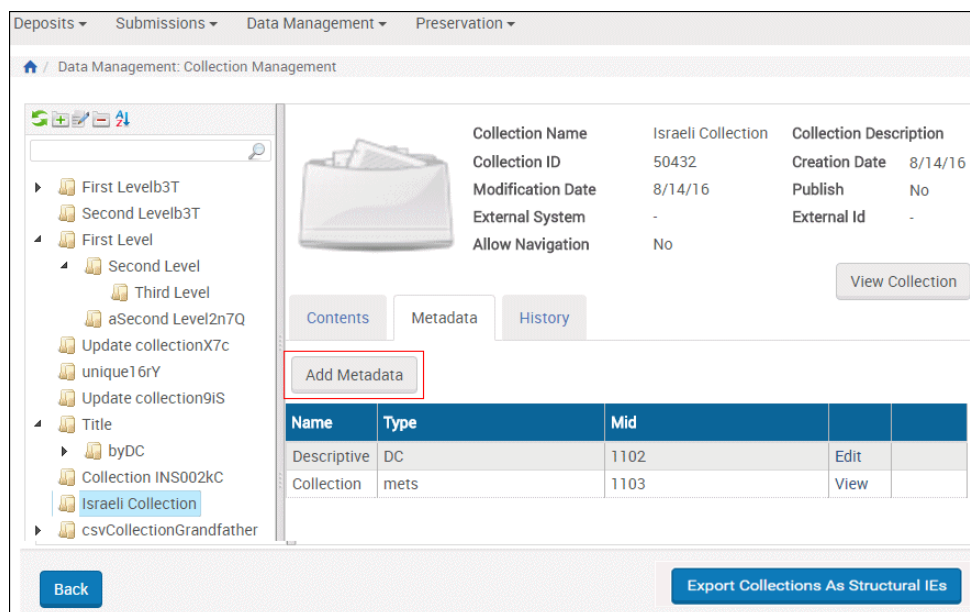 Deposits Submissions Data Management Preservation
/ Data Management: Collection Management
First Levelb3T
Second Levelb3T
First Level
Second Level
Third Level
aSecond Level2n7Q
Update collectionX7c
unique16rY
Update collection9iS
Title
byDC
Collection INS002kC
Israeli Collection
csvCollectionGrandfather
Collection Name Israeli Collection Collection Description
Collection ID 50432 Creation Date 8/14/16
Modification Date 8/14/16 Publish No
External System - External Id -
Allow Navigation No
View Collection
Contents Metadata History
Add Metadata
Name Type Mid
Descriptive DC 1102 Edit
Collection mets 1103 View
Back Export Collections As Structural IEs